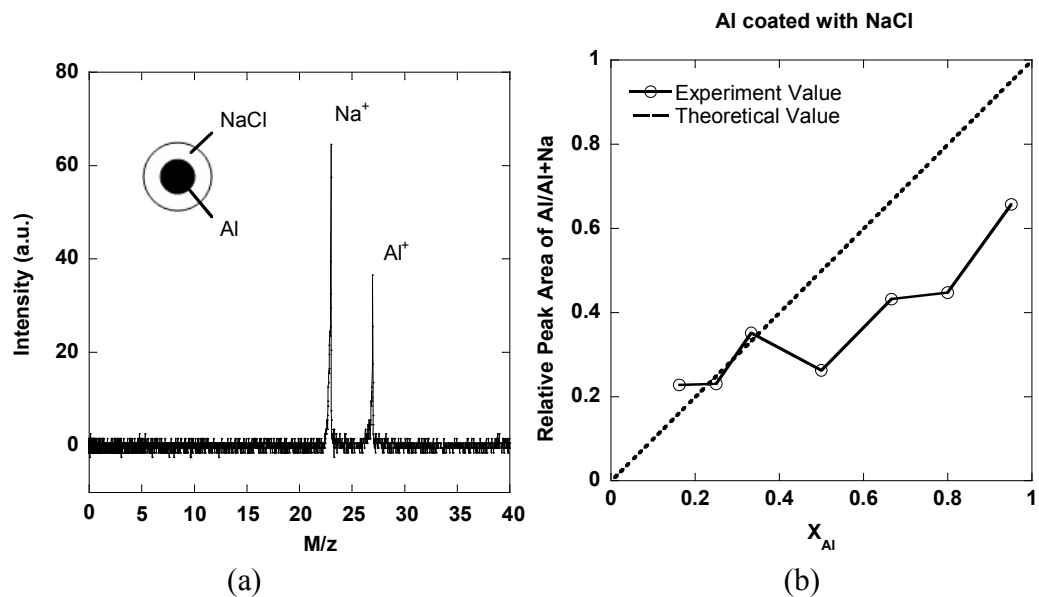 80
60
40
20
0
Intensity (a.u.)
NaCl
Al
Na+
Al+
0 5 10 15 20 25 30 35 40
M/z
(a)
Al coated with NaCl
1
0.8
0.6
0.4
0.2
0
Relative Peak Area of Al/Al+Na
Experiment Value
Theoretical Value
0 0.2 0.4 0.6 0.8 1
XAl
(b)